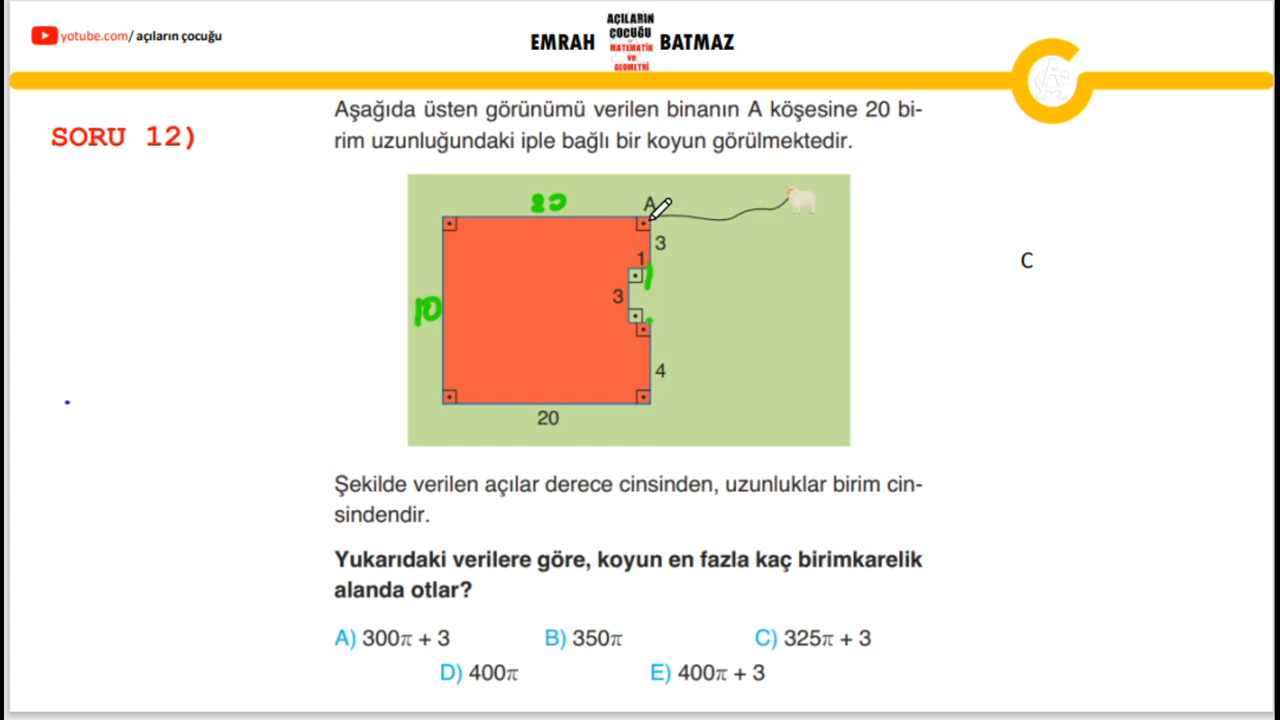 yotube.com/ açıların çocuğu
EMRAH
AÇILARIN
ÇOCUĞU
MATEMATİK
ve
GEOMETRİ
BATMAZ
SORU 12)
Aşağıda üsten görünümü verilen binanın A köşesine 20 bi-
rim uzunluğundaki iple bağlı bir koyun görülmektedir.
20
A
3
1
3
10
4
20
C
Şekilde verilen açılar derece cinsinden, uzunluklar birim cin-
sindendir.
Yukarıdaki verilere göre, koyun en fazla kaç birimkarelik
alanda otlar?
A) 300π + 3 B) 350π C) 325π + 3
D) 400π E) 400π + 3